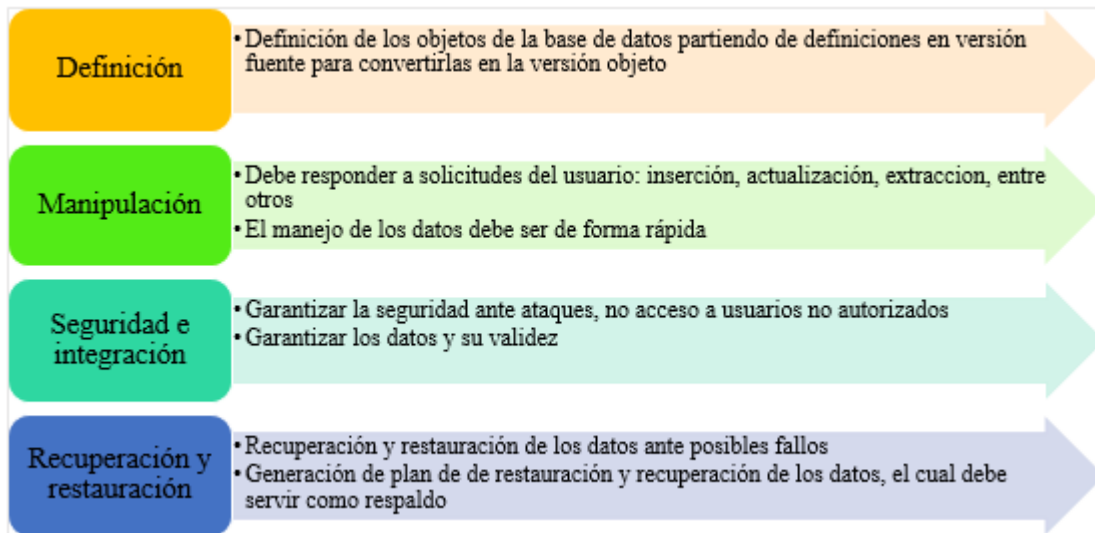 Definición
• Definición de los objetos de la base de datos partiendo de definiciones en versión
fuente para convertirlas en la versión objeto
Manipulación
• Debe responder a solicitudes del usuario: inserción, actualización, extraccion, entre
otros
• El manejo de los datos debe ser de forma rápida
Seguridad e
integración
• Garantizar la seguridad ante ataques, no acceso a usuarios no autorizados
• Garantizar los datos y su validez
Recuperación y
restauración
• Recuperación y restauración de los datos ante posibles fallos
• Generación de plan de de restauración y recuperación de los datos, el cual debe
servir como respaldo